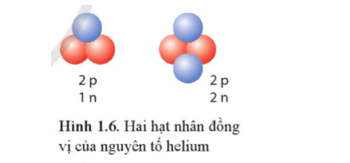 2 p
1 n
2 p
2 n
Hình 1.6. Hai hạt nhân đồng
vị của nguyên tố helium